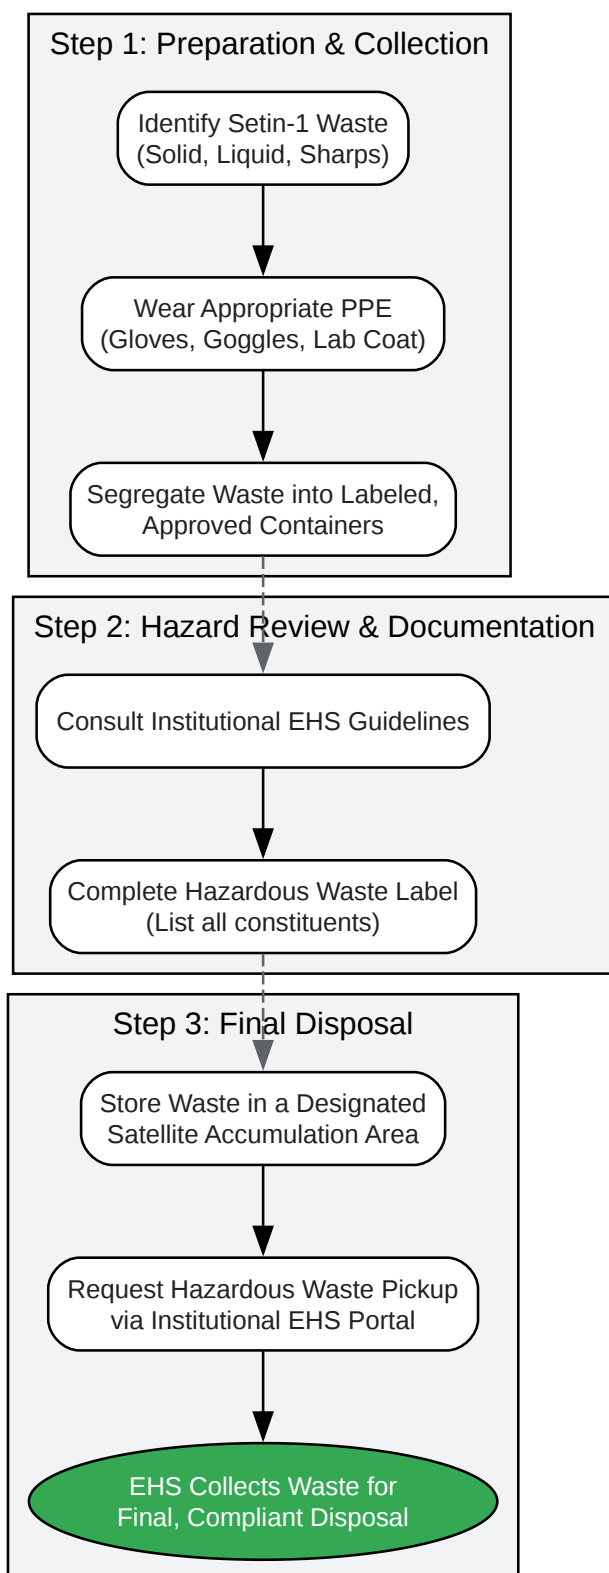 Step 1: Preparation & Collection
Identify Setin-1 Waste
(Solid, Liquid, Sharps)
Wear Appropriate PPE
(Gloves, Goggles, Lab Coat)
Segregate Waste into Labeled,
Approved Containers
Step 2: Hazard Review & Documentation
Consult Institutional EHS Guidelines
Complete Hazardous Waste Label
(List all constituents)
Step 3: Final Disposal
Store Waste in a Designated
Satellite Accumulation Area
Request Hazardous Waste Pickup
via Institutional EHS Portal
EHS Collects Waste for
Final, Compliant Disposal